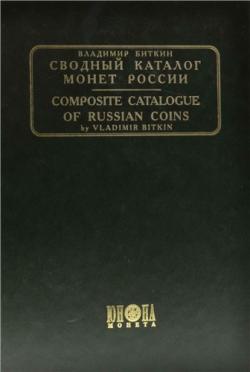 ВЛАДИМИР БИТКИН
СВОДНЫЙ КАТАЛОГ
МОНЕТ РОССИИ
COMPOSITE CATALOGUE
OF RUSSIAN COINS
by VLADIMIR BITKIN
ЮНОНА
МОНЕТА